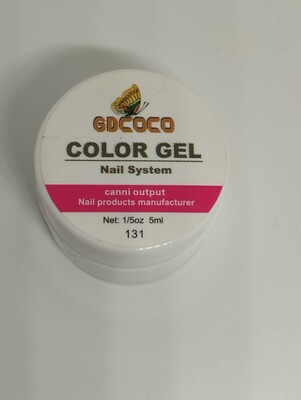 GDCOCO
COLOR GEL
Nail System
canni output
Nail products manufacturer
Net: 1/5oz 5ml
131